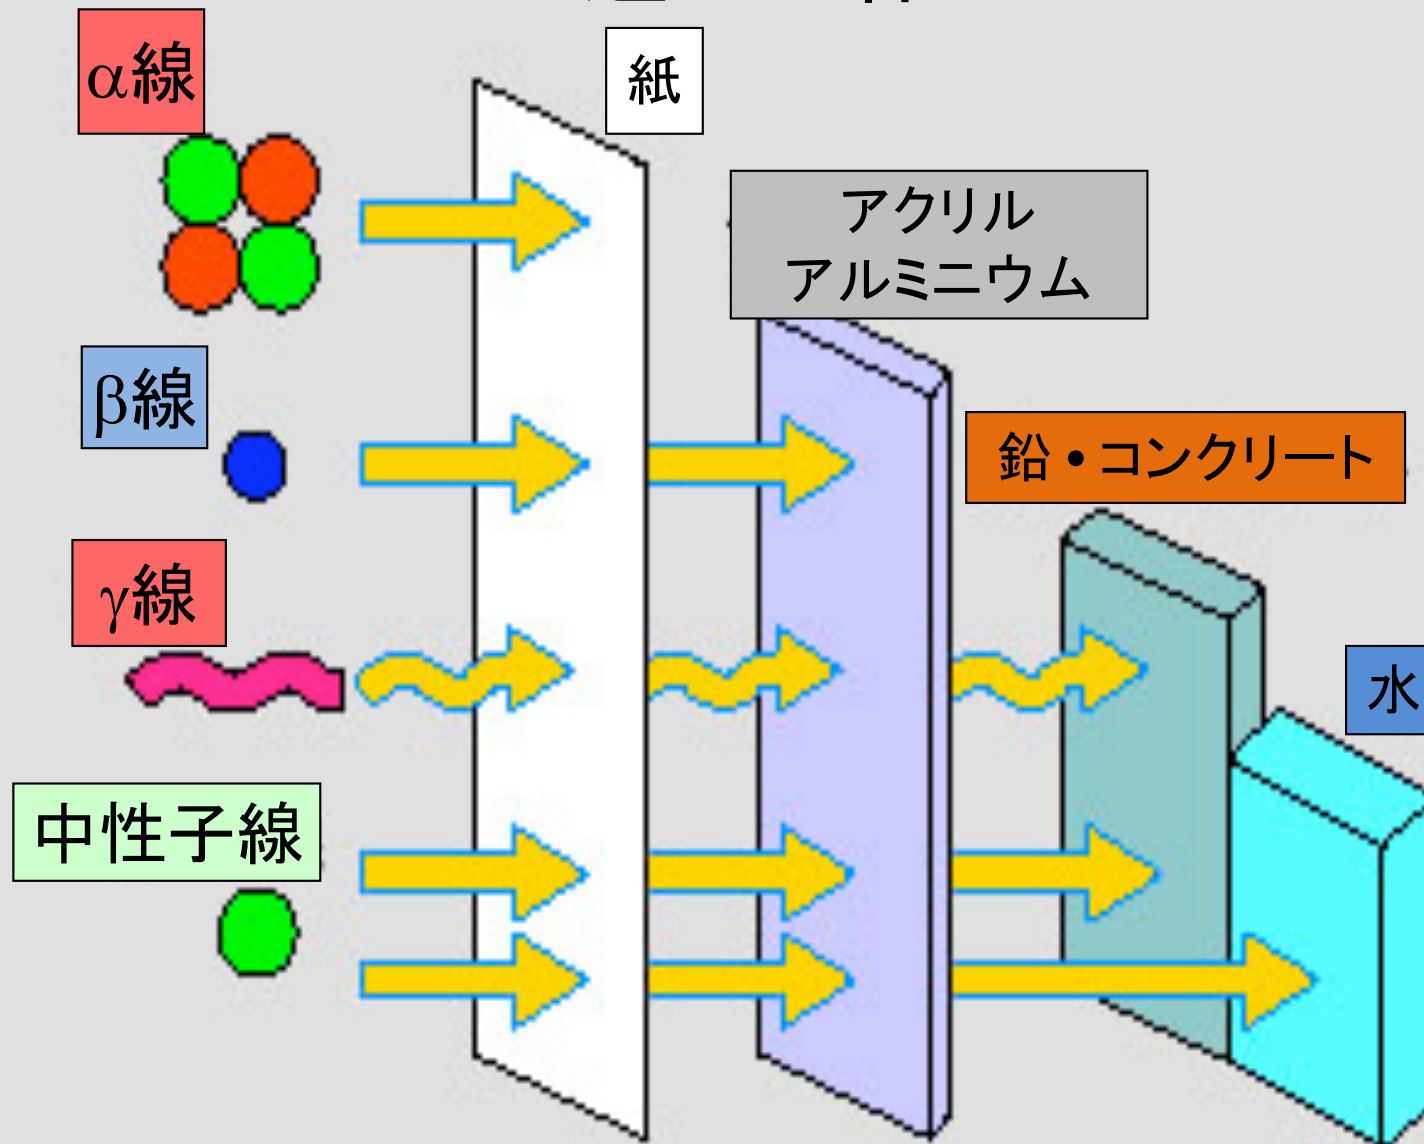 α線
紙
アクリル
アルミニウム
β線
鉛・コンクリート
γ線
水
中性子線